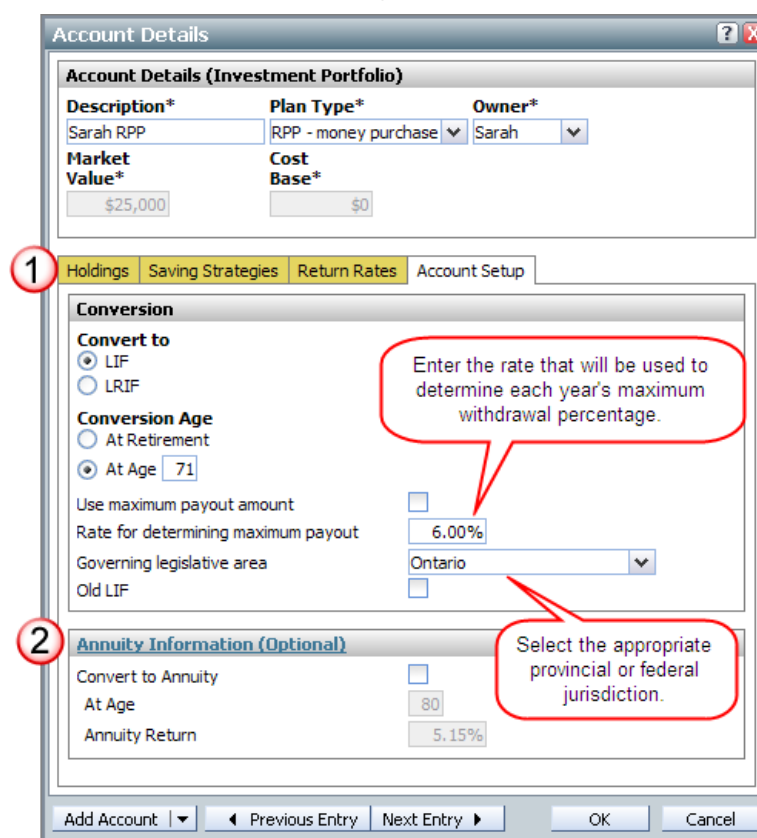 Account Details
?
X
Account Details (Investment Portfolio)
Description* Plan Type* Owner*
Sarah RPP RPP - money purchase Sarah
Market Value* Cost Base*
$25,000 $0
1
Holdings Saving Strategies Return Rates Account Setup
Conversion
Convert to
LIF
LRIF
Conversion Age
At Retirement
At Age 71
Enter the rate that will be used to
determine each year's maximum
withdrawal percentage.
Use maximum payout amount
Rate for determining maximum payout 6.00%
Governing legislative area Ontario
Old LIF
2
Annuity Information (Optional)
Convert to Annuity
At Age 80
Annuity Return 5.15%
Select the appropriate
provincial or federal
jurisdiction.
Add Account Previous Entry Next Entry OK Cancel